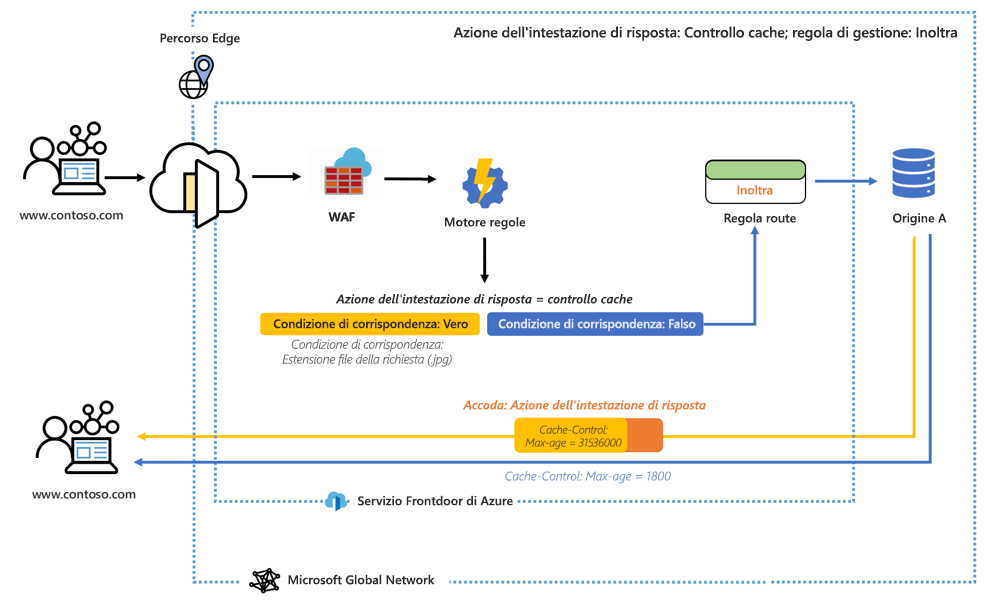 Azione dell'intestazione di risposta: Controllo cache; regola di gestione: Inoltra
Percorso Edge
www.contoso.com
WAF
Motore regole
Inoltra
Regola route
Origine A
Azione dell'intestazione di risposta = controllo cache
Condizione di corrispondenza: Vero
Condizione di corrispondenza: Falso
Condizione di corrispondenza:
Estensione file della richiesta (.jpg)
Accoda: Azione dell'intestazione di risposta
Cache-Control:
Max-age = 31536000
Cache-Control: Max-age = 1800
www.contoso.com
Servizio Frontdoor di Azure
Microsoft Global Network